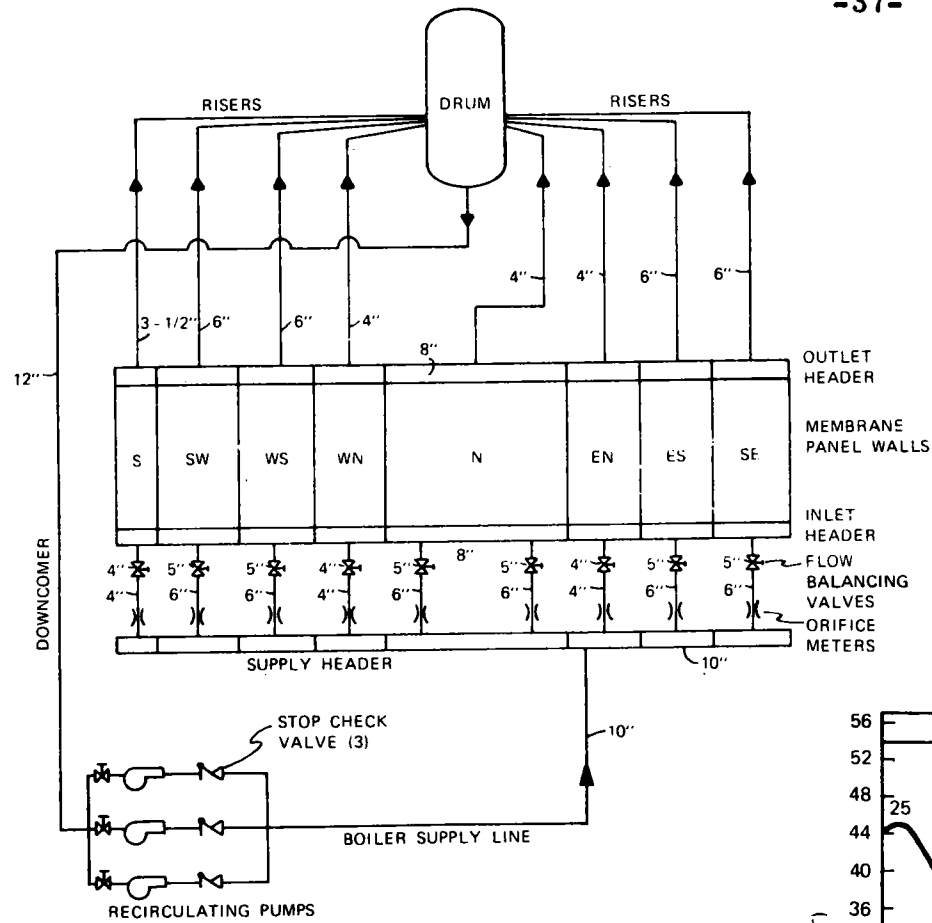 -37-
DRUM
RISERS
RISERS
4"
4"
6"
6"
3-1/2"
6"
6"
4"
8"
12"
OUTLET
HEADER
MEMBRANE
PANEL WALLS
S
SW
WS
WN
N
EN
ES
SE
INLET
HEADER
8"
4"
5"
5"
4"
5"
5"
4"
5"
5"
FLOW
BALANCING
VALVES
4"
6"
6"
4"
6"
6"
4"
6"
6"
ORIFICE
METERS
DOWNCOMER
SUPPLY HEADER
10"
STOP CHECK
VALVE (3)
10"
BOILER SUPPLY LINE
RECIRCULATING PUMPS
56
52
48
25
44
40
36